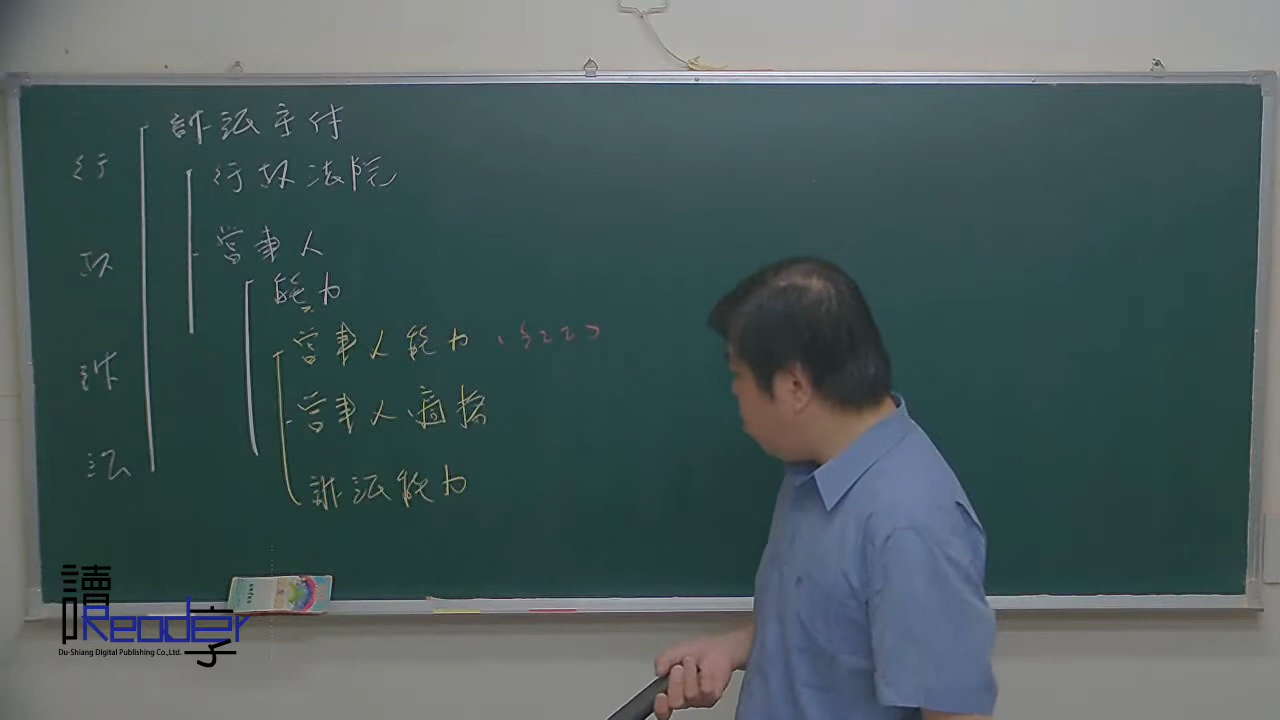 行政訴訟
訴訟主体
行政法院
當事人
能力
當事人能力、(§22)
當事人適格
訴訟能力
讀享
Reader
Du-Shiang Digital Publishing Co.,Ltd.